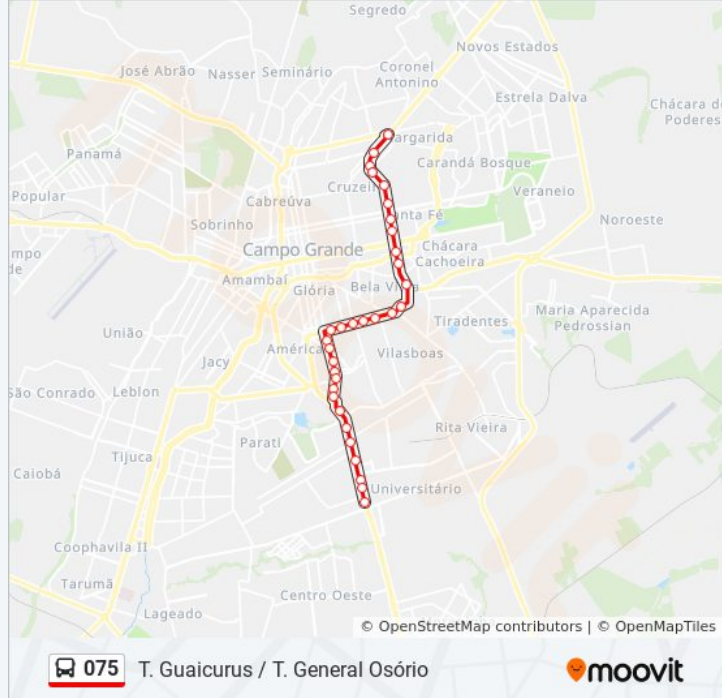 Segredo
Novos Estados
José Abrão
Nasser
Seminário
Coronel
Antonino
Estrela Dalva
Chácara d
Poderes
Margarida
Panamá
Carandá Bosque
Cruzei
Veraneio
Popular
Cabreúva
Santa Fé
Noroeste
Sobrinho
Campo Grande
Chácara
Cachoeira
mpo
de
Amambaí
Glória
Bela Vista
Maria Aparecida
Pedrossian
União
Tiradentes
América
Vilasboas
Jacy
São Conrado
Leblon
Rita Vieira
Parati
Tijuca
Caiobá
Universitário
Coophavila II
Tarumã
Centro Oeste
Lageado
© OpenStreetMap contributors | © OpenMapTiles
075 T. Guaicurus / T. General Osório
moovit